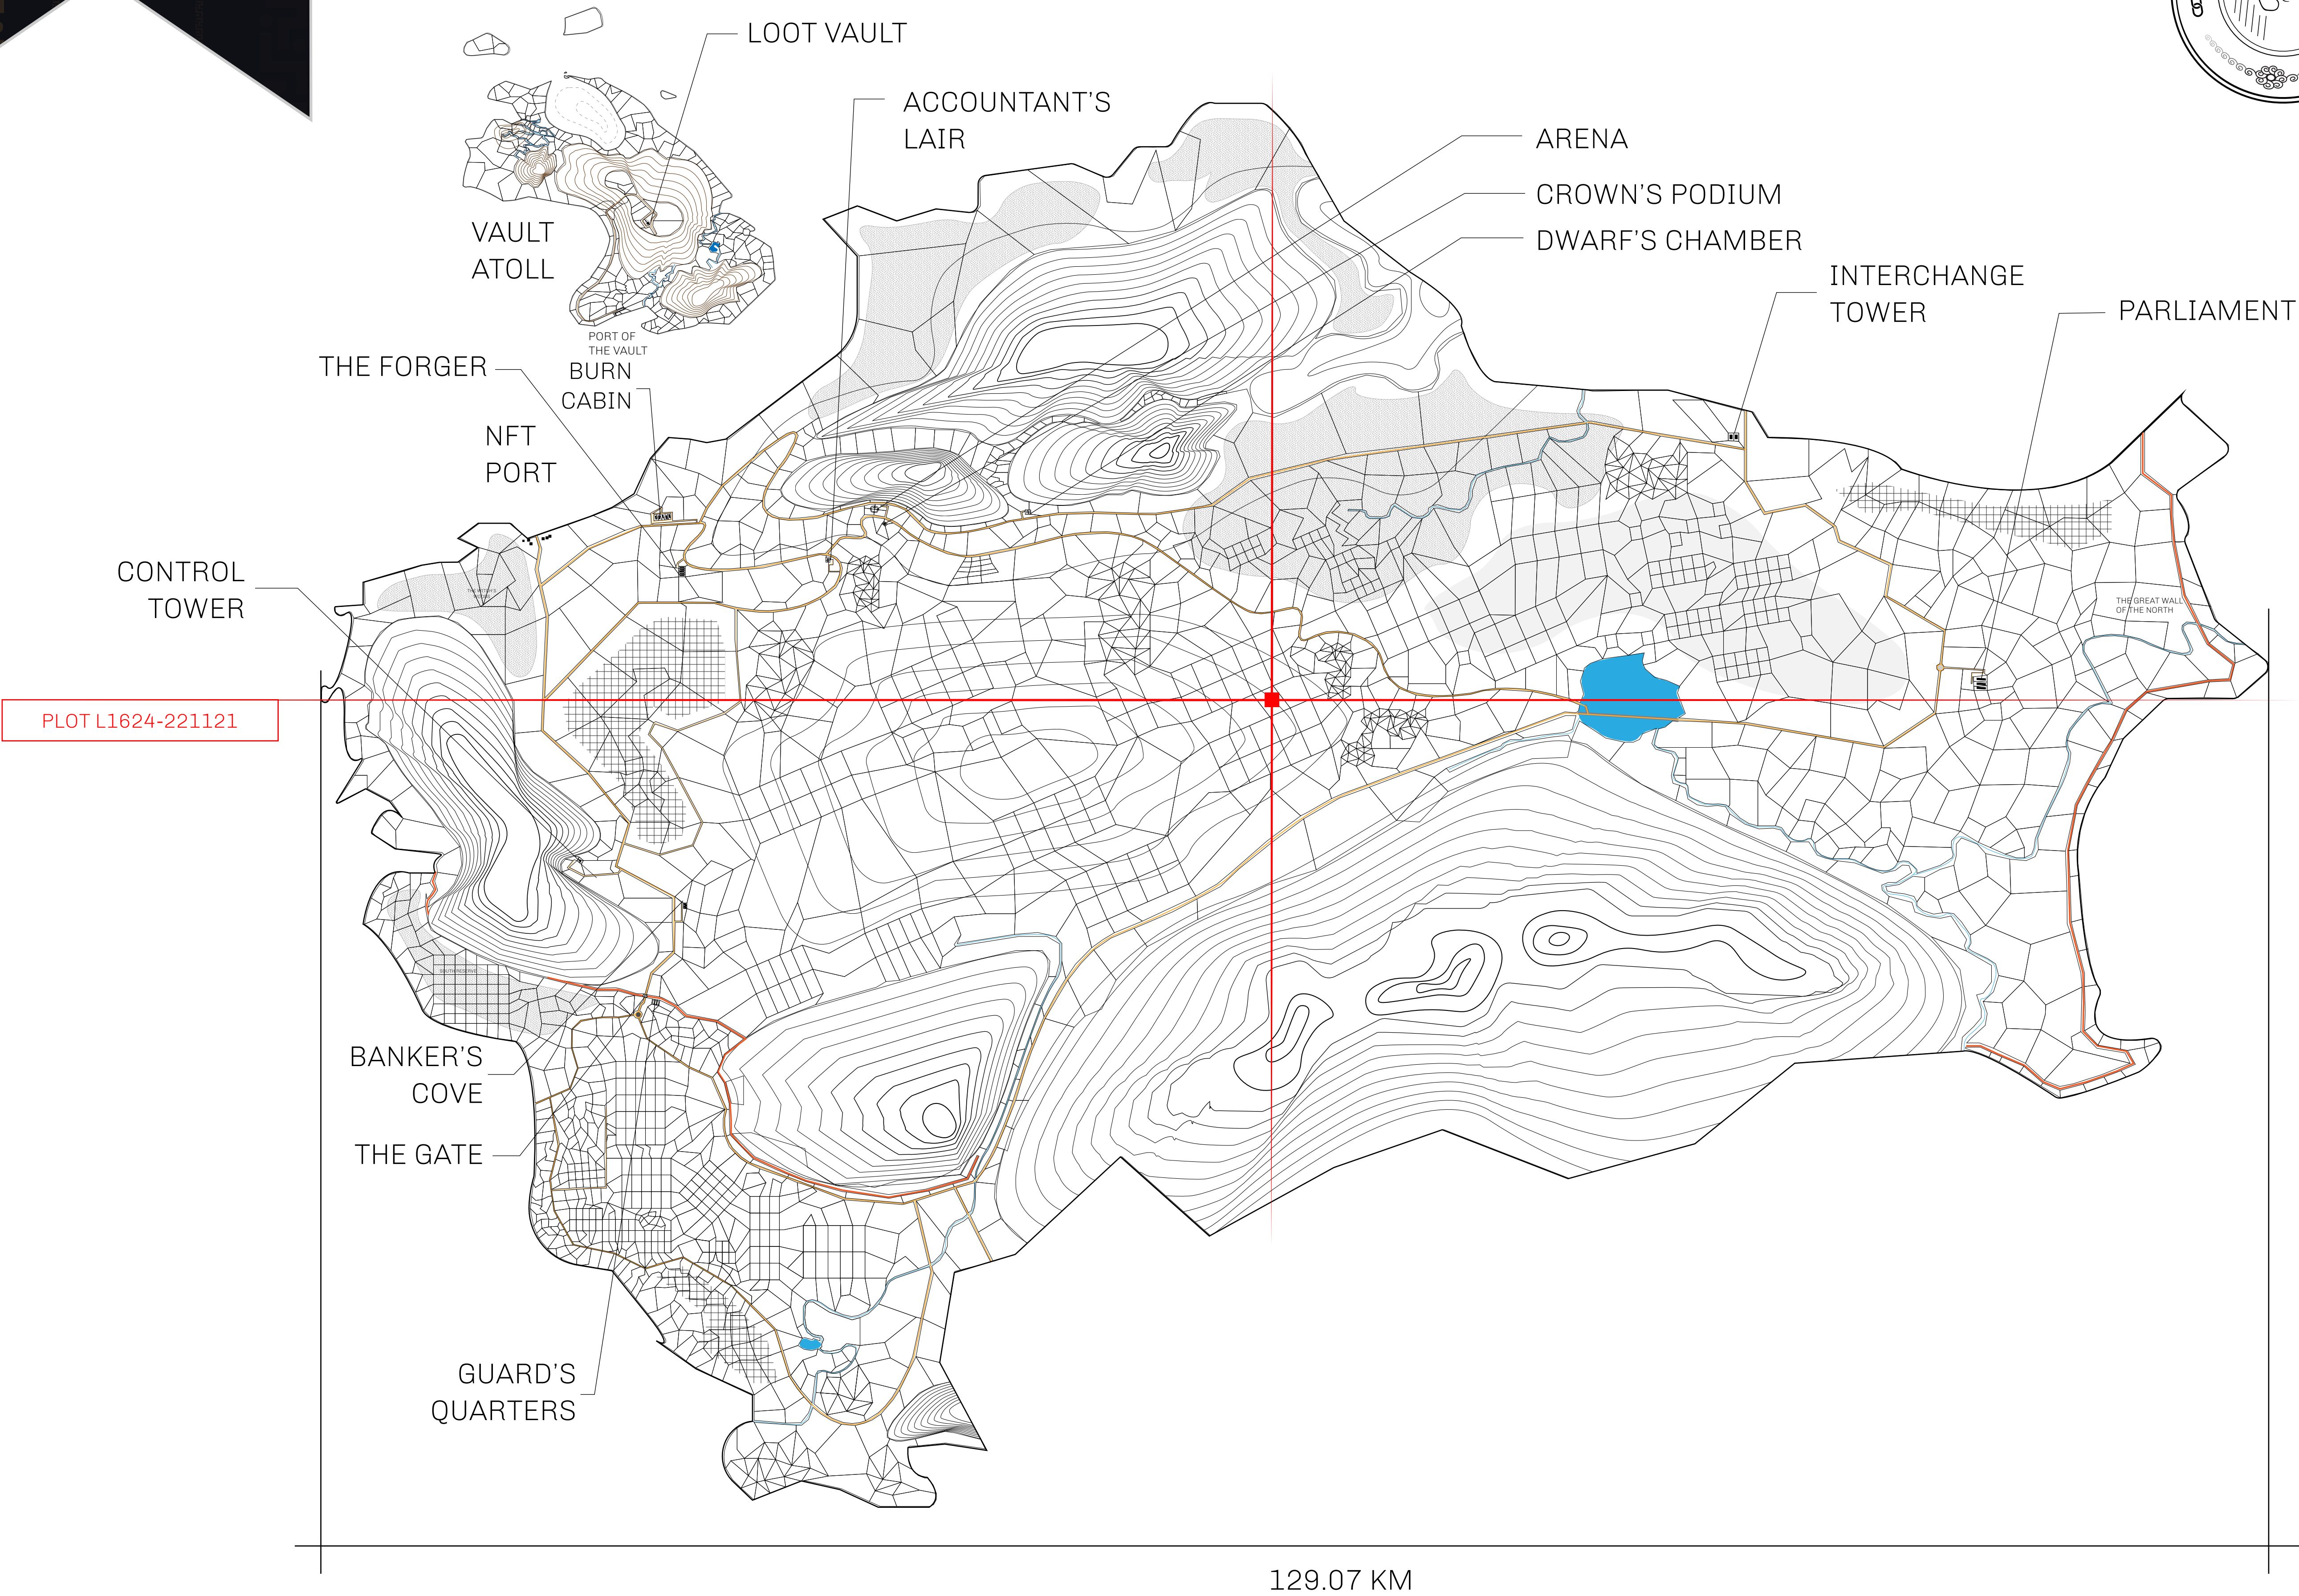 LOOT VAULT
ACCOUNTANT'S
LAIR
ARENA
CROWN'S PODIUM
DWARF'S CHAMBER
INTERCHANGE
TOWER
PARLIAMENT
VAULT
ATOLL
PORT OF
THE VAULT
THE FORGER
BURN
CABIN
NFT
PORT
CONTROL
TOWER
THE GREAT WALL
OF THE NORTH
PLOT L1624-221121
SOUTH RESERVE
BANKER'S
COVE
THE GATE
GUARD'S
QUARTERS
129.07 KM